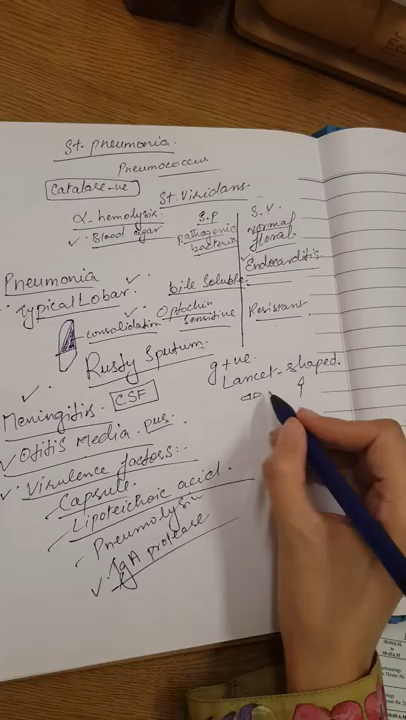 St. pneumonia.
Pneumococcus
Catalase -ve
St. Viridans.
α-hemolysis.
Blood agar
S.P
Pathogenic
bacteria
S.V.
Normal
floral
Endocarditis
Pneumonia
Typical Lobar.
bile Soluble
Optochin
Sensitive
Resistant
Consolidation
Rusty Sputum.
g+ve.
Lancet-shaped.
Meningitis. CSF
Otitis Media. pus.
Virulence factors:-
Capsule.
Lipoteichoic acid.
Pneumolysin
IgA protease